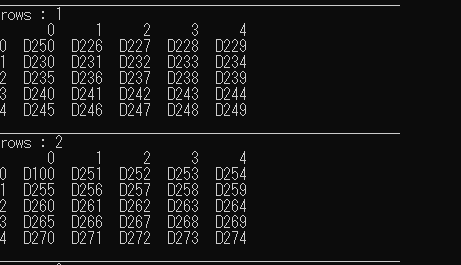 rows : 1
0 1 2 3 4
0 D250 D226 D227 D228 D229
1 D230 D231 D232 D233 D234
2 D235 D236 D237 D238 D239
3 D240 D241 D242 D243 D244
4 D245 D246 D247 D248 D249
rows : 2
0 1 2 3 4
0 D100 D251 D252 D253 D254
1 D255 D256 D257 D258 D259
2 D260 D261 D262 D263 D264
3 D265 D266 D267 D268 D269
4 D270 D271 D272 D273 D274